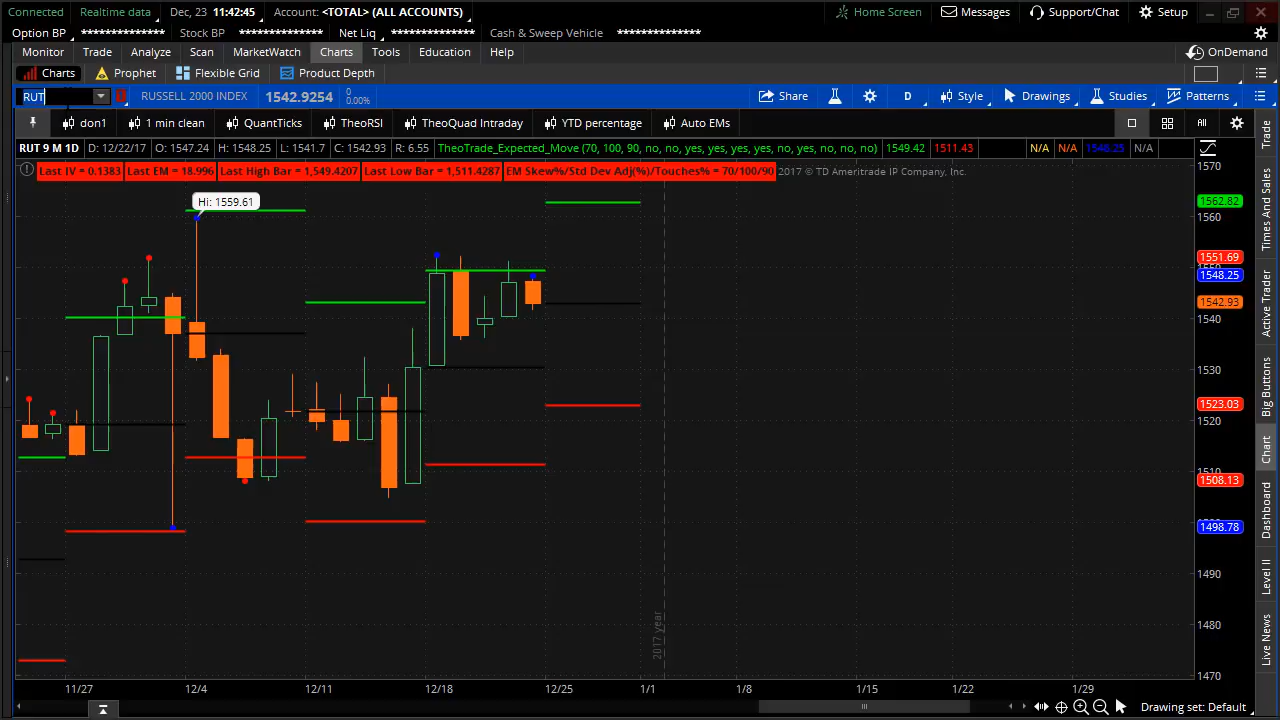 Connected Realtime data Dec, 23 11:42:45 Account: <TOTAL> (ALL ACCOUNTS) Home Screen Messages Support/Chat Setup
Option BP ************** Stock BP ************** Net Liq ************** Cash & Sweep Vehicle **************
Monitor Trade Analyze Scan MarketWatch Charts Tools Education Help OnDemand
Charts Prophet Flexible Grid Product Depth
RUT RUSSELL 2000 INDEX 1542.9254 0 Share D Style Drawings Studies Patterns
0.00%
don1 1 min clean QuantTicks TheoRSI TheoQuad Intraday YTD percentage Auto EMs All
RUT 9 M 1D D: 12/22/17 O: 1547.24 H: 1548.25 L: 1541.7 C: 1542.93 R: 6.55 TheoTrade_Expected_Move (70, 100, 90, no, no, yes, yes, yes, yes, no, no, yes, no, no, no) 1549.42 1511.43 N/A N/A 1548.25 N/A
Last IV = 0.1383 Last EM = 18.996 Last High Bar = 1,549.4207 Last Low Bar = 1,511.4287 EM Skew%/Std Dev Adj(%)/Touches% = 70/100/90 2017 © TD Ameritrade IP Company, Inc.
Hi: 1559.61
1570
1562.82
1560
1551.69
1548.25
1542.93
1540
1530
1523.03
1520
1510
1508.13
1498.78
1490
1480
1470
2017 year
11/27 12/4 12/11 12/18 12/25 1/1 1/8 1/15 1/22 1/29
Drawing set: Default
Trade
Times And Sales
Active Trader
Big Buttons
Chart
Dashboard
Level II
Live News